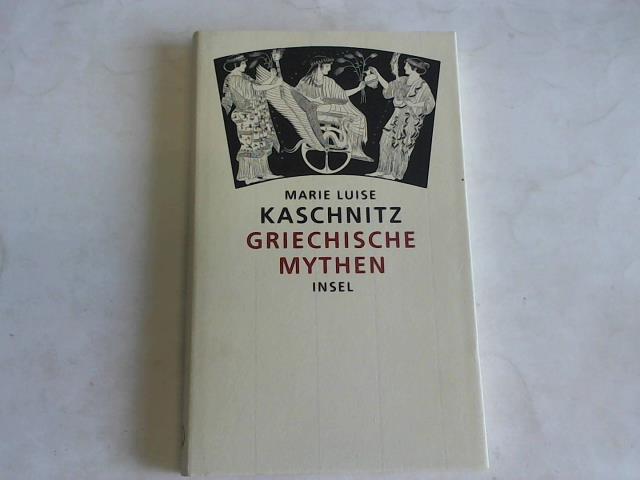 MARIE LUISE
KASCHNITZ
GRIECHISCHE
MYTHEN
INSEL